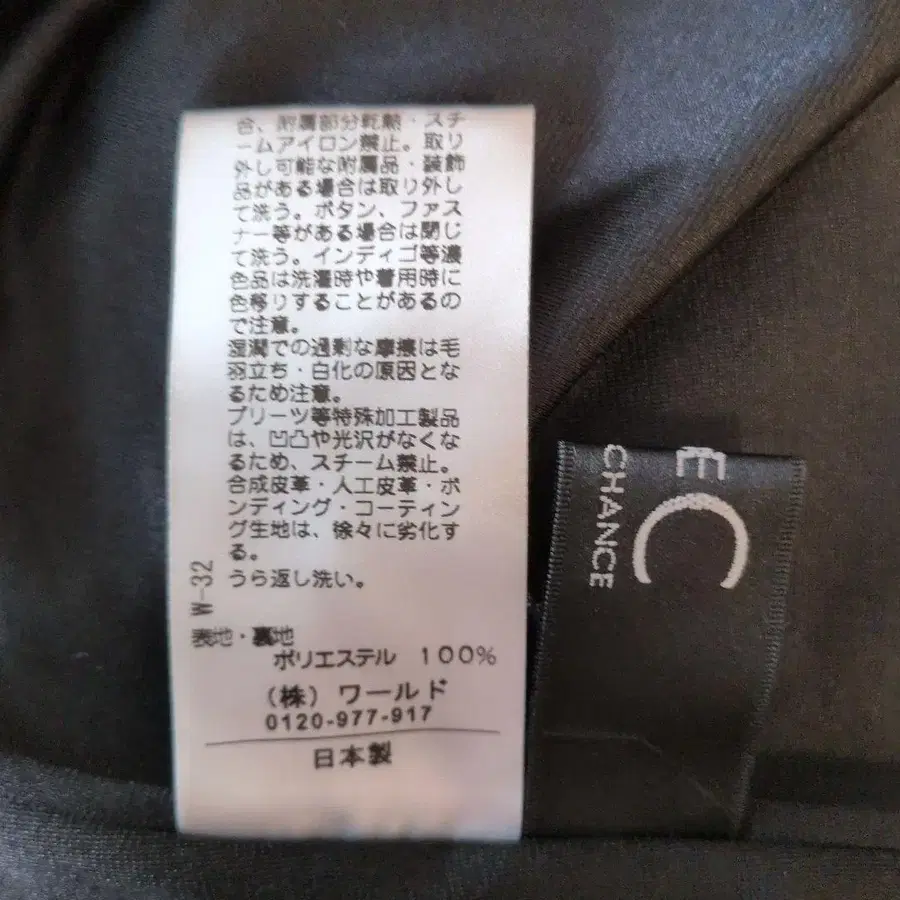 合、附属部分乾熱・スチ
ームアイロン禁止。取り
外し可能な附属品・装飾
品がある場合は取り外し
て洗う。ボタン、ファス
ナー等がある場合は閉じ
て洗う。インディゴ等濃
色品は洗濯時や着用時に
色移りすることがあるの
で注意。
湿潤での過剰な摩擦は毛
羽立ち・白化の原因とな
るため注意。
プリーツ等特殊加工製品
は、凹凸や光沢がなくな
るため、スチーム禁止。
合成皮革・人工皮革・ボ
ンディング・コーティン
グ生地は、徐々に劣化す
る。
うら返し洗い。
W-32
表地・裏地
ポリエステル 100%
(株) ワールド
0120-977-917
日本製
EC
CHANCE